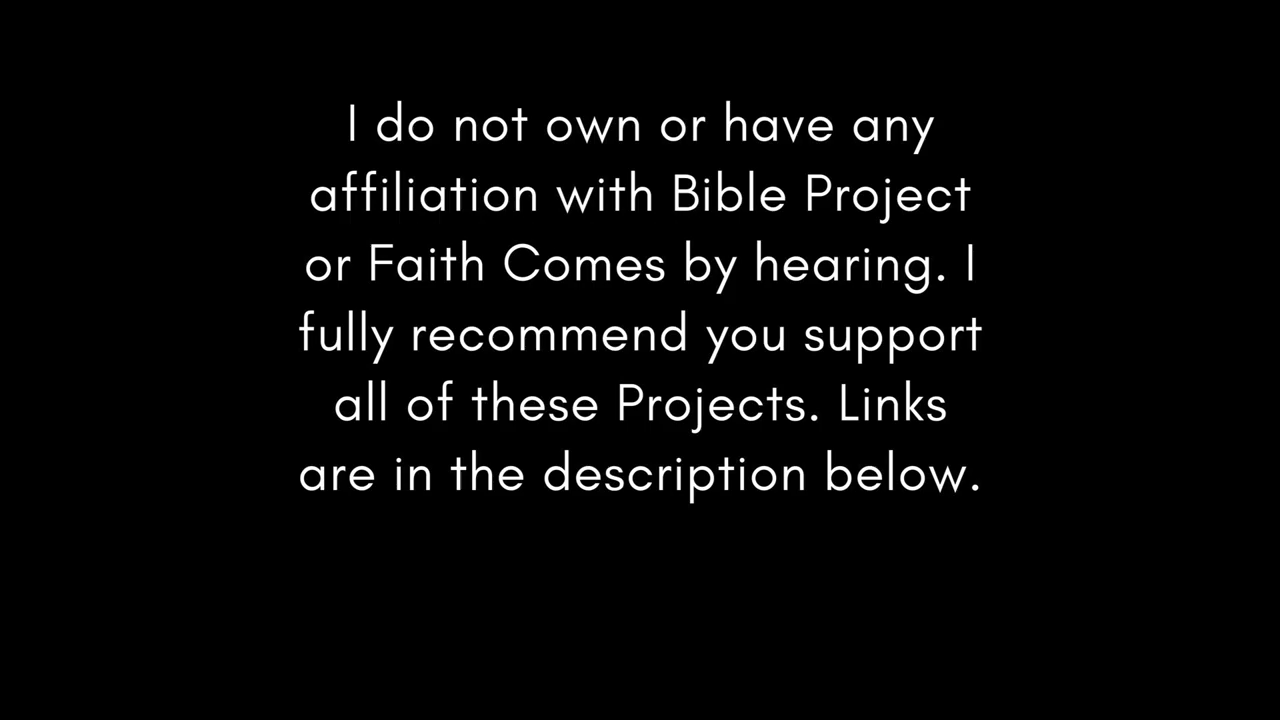 I do not own or have any
affiliation with Bible Project
or Faith Comes by hearing. I
fully recommend you support
all of these Projects. Links
are in the description below.